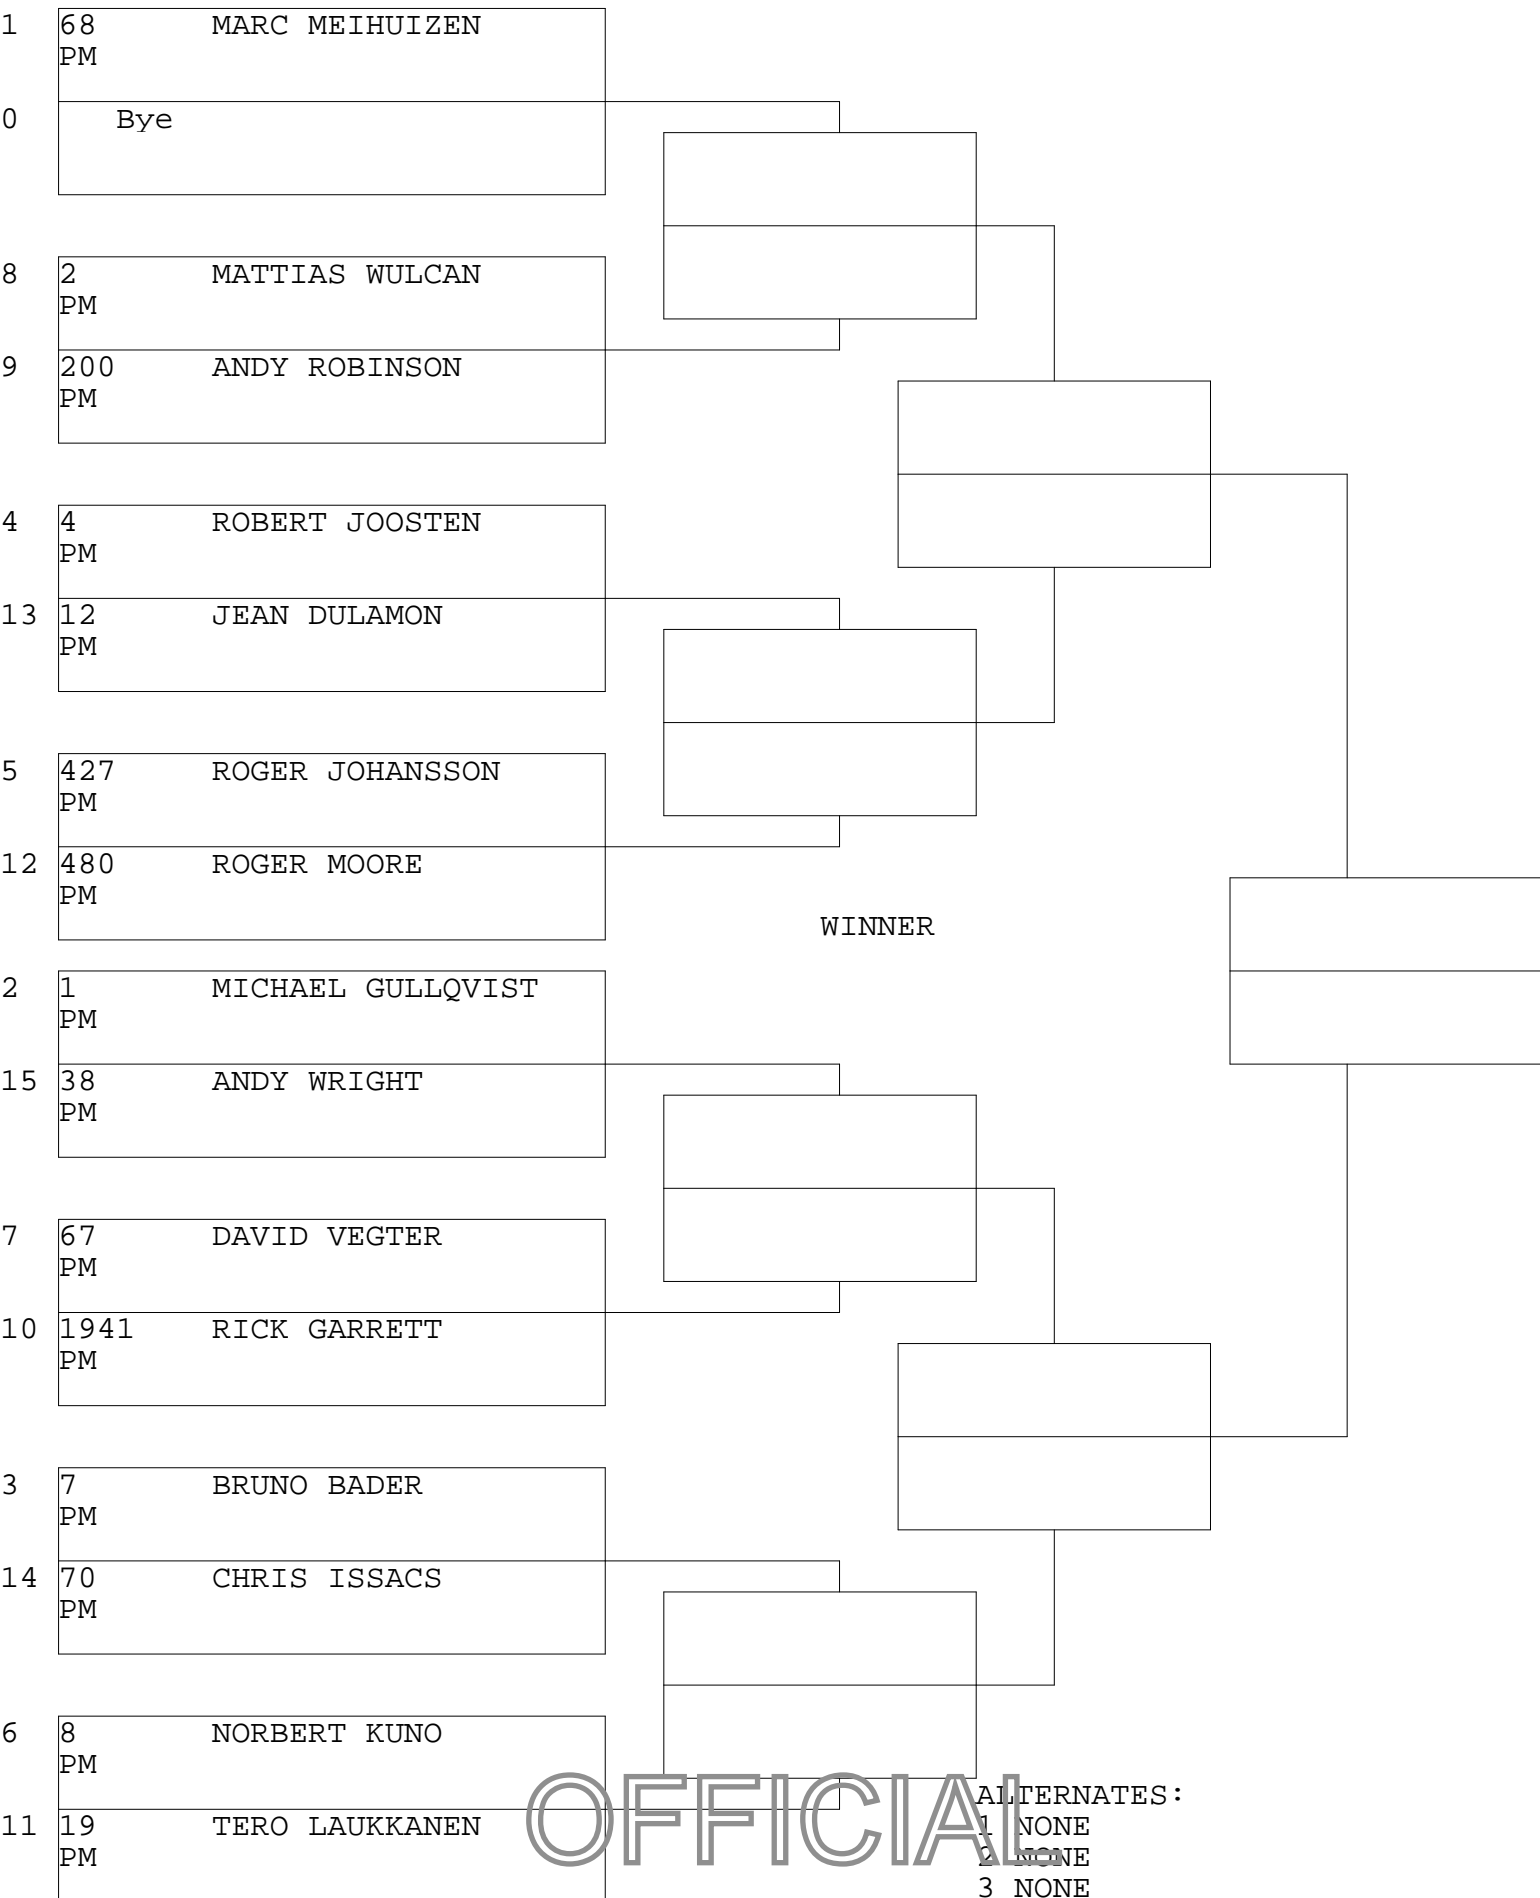 1 68 MARC MEIHUIZEN
PM
0 Bye
8 2 MATTIAS WULCAN
PM
9 200 ANDY ROBINSON
PM
4 4 ROBERT JOOSTEN
PM
13 12 JEAN DULAMON
PM
5 427 ROGER JOHANSSON
PM
12 480 ROGER MOORE
PM
WINNER
2 1 MICHAEL GULLQVIST
PM
15 38 ANDY WRIGHT
PM
7 67 DAVID VEGTER
PM
10 1941 RICK GARRETT
PM
3 7 BRUNO BADER
PM
14 70 CHRIS ISSACS
PM
6 8 NORBERT KUNO
PM
11 19 TERO LAUKKANEN
PM
OFFICIAL
ALTERNATES:
1 NONE
2 NONE
3 NONE